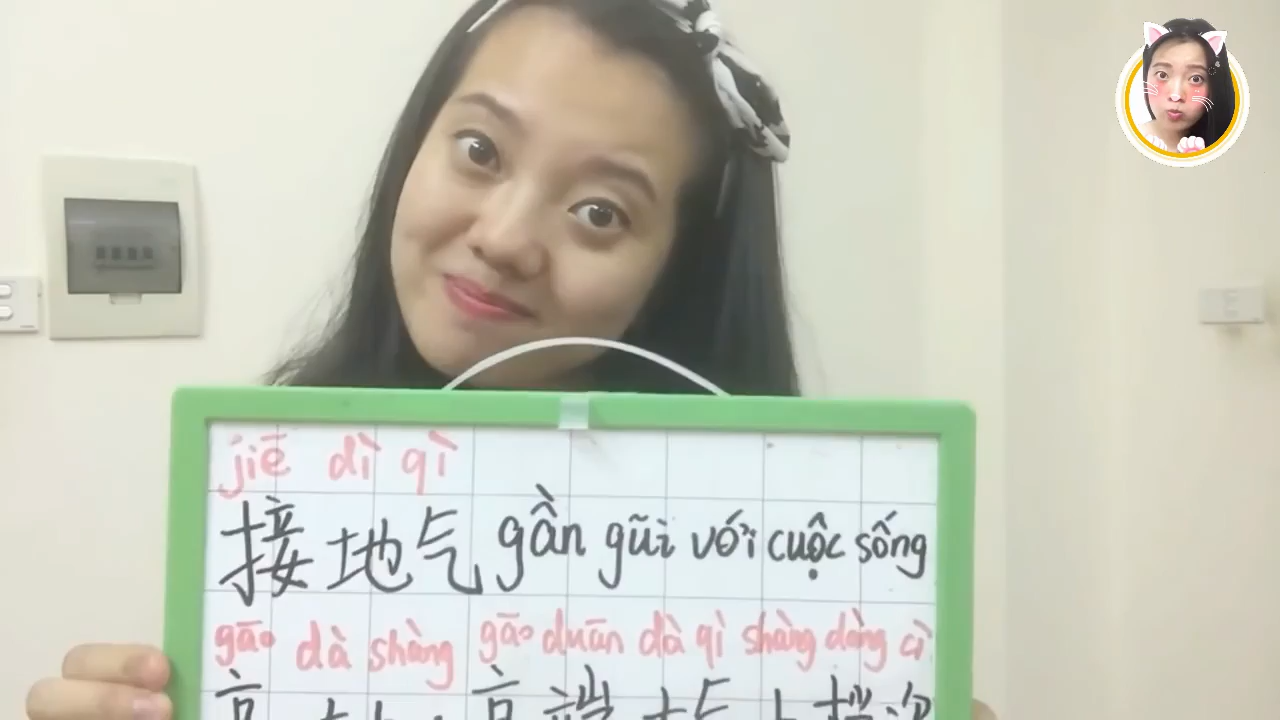 jiē dì qì
接地气 gần gũi với cuộc sống
gāo dà shàng gāo duān dà qì shàng dàng cì